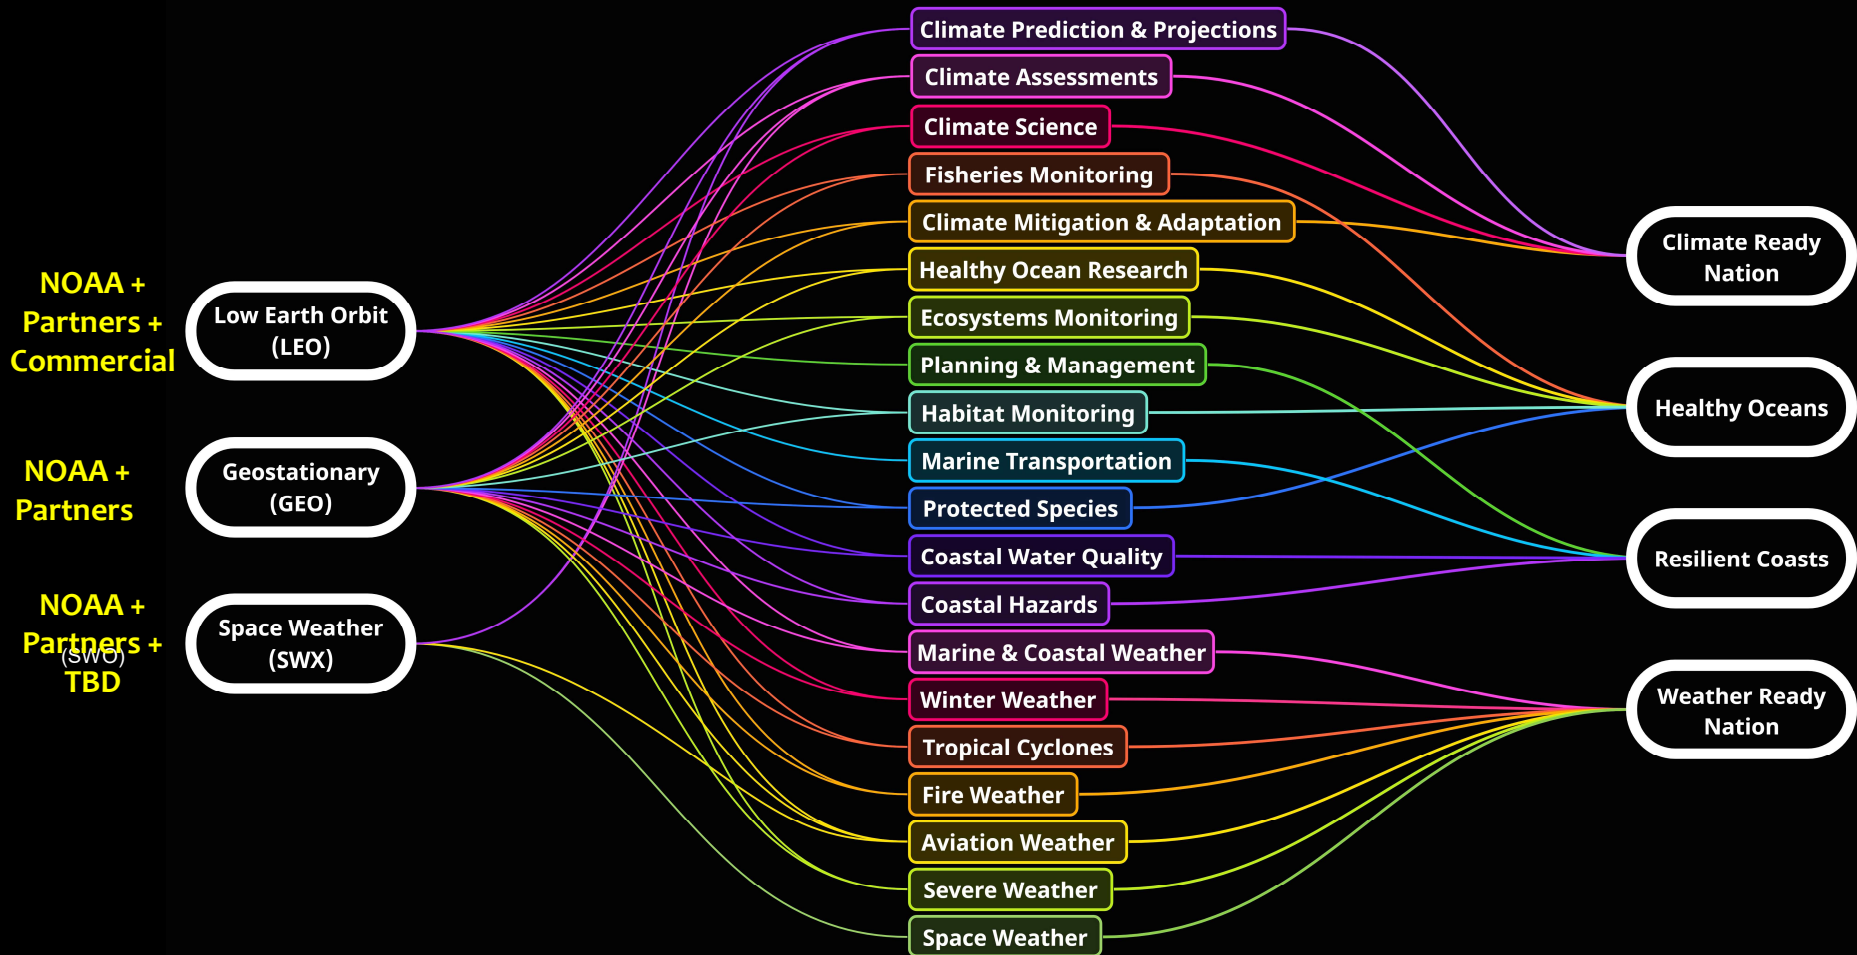 NOAA +
Partners +
Commercial
NOAA +
Partners
NOAA +
Partners +
(SWO)
TBD
Low Earth Orbit
(LEO)
Geostationary
(GEO)
Space Weather
(SWX)
Climate Prediction & Projections
Climate Assessments
Climate Science
Fisheries Monitoring
Climate Mitigation & Adaptation
Healthy Ocean Research
Ecosystems Monitoring
Planning & Management
Habitat Monitoring
Marine Transportation
Protected Species
Coastal Water Quality
Coastal Hazards
Marine & Coastal Weather
Winter Weather
Tropical Cyclones
Fire Weather
Aviation Weather
Severe Weather
Space Weather
Climate Ready
Nation
Healthy Oceans
Resilient Coasts
Weather Ready
Nation